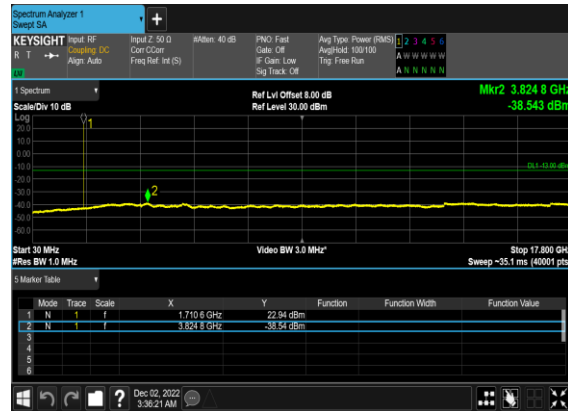 Spectrum Analyzer 1
Swept SA
+
KEYSIGHT Input: RF Input Z: 50 Ω #Atten: 40 dB PNO: Fast Avg Type: Power (RMS) 1 2 3 4 5 6
R T Coupling: DC Corr CCorr Gate: Off Avg|Hold: 100/100 A W W W W W
Align: Auto Freq Ref: Int (S) IF Gain: Low Trig: Free Run
Sig Track: Off A N N N N N
1 Spectrum Ref Lvl Offset 8.00 dB Mkr2 3.824 8 GHz
Scale/Div 10 dB Ref Level 30.00 dBm -38.543 dBm
Log
20.0
10.0
0.00
-10.0
-20.0
-30.0
-40.0
-50.0
-60.0
1
2
DL1 -13.00 dBm
Start 30 MHz Video BW 3.0 MHz* Stop 17.800 GHz
#Res BW 1.0 MHz Sweep ~35.1 ms (40001 pts)
5 Marker Table
Mode Trace Scale X Y Function Function Width Function Value
1 N 1 f 1.710 6 GHz 22.94 dBm
2 N 1 f 3.824 8 GHz -38.54 dBm
3
4
5
6
? Dec 02, 2022
3:36:21 AM